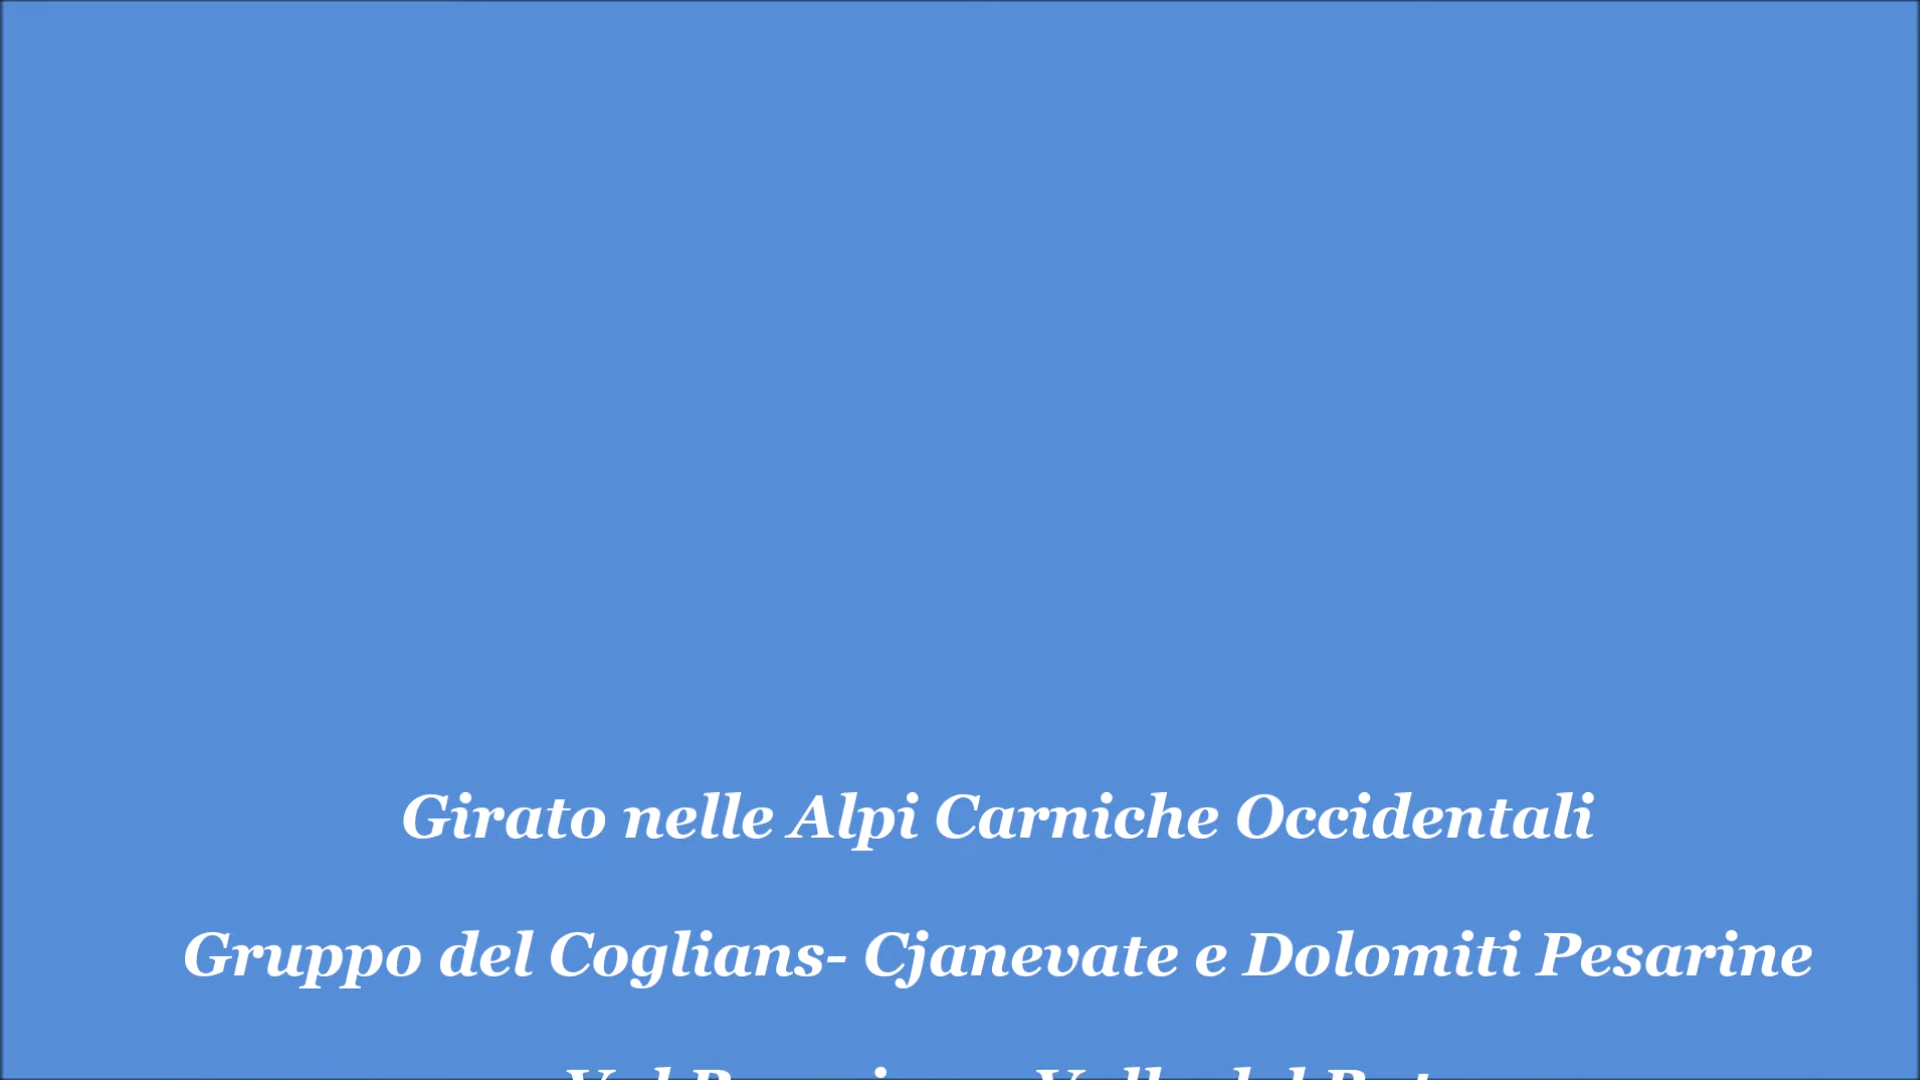 Girato nelle Alpi Carniche Occidentali
Gruppo del Coglians- Cjanevate e Dolomiti Pesarine